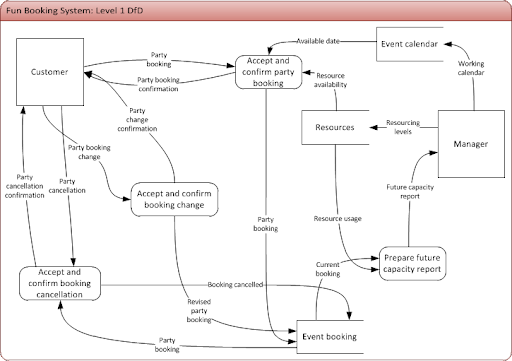 Fun Booking System: Level 1 DfD
Party
booking
Available date
Event calendar
Customer
Accept and
confirm party
booking
Party booking
confirmation
Resource
availability
Working
calendar
Party
change
confirmation
Resources
Resourcing
levels
Manager
Party booking
change
Party
cancellation
confirmation
Party
cancellation
Accept and confirm
booking change
Future capacity
report
Party
booking
Resource usage
Accept and
confirm booking
cancellation
Current
booking
Prepare future
capacity report
Booking cancelled
Revised
party
booking
Party
booking
Event booking